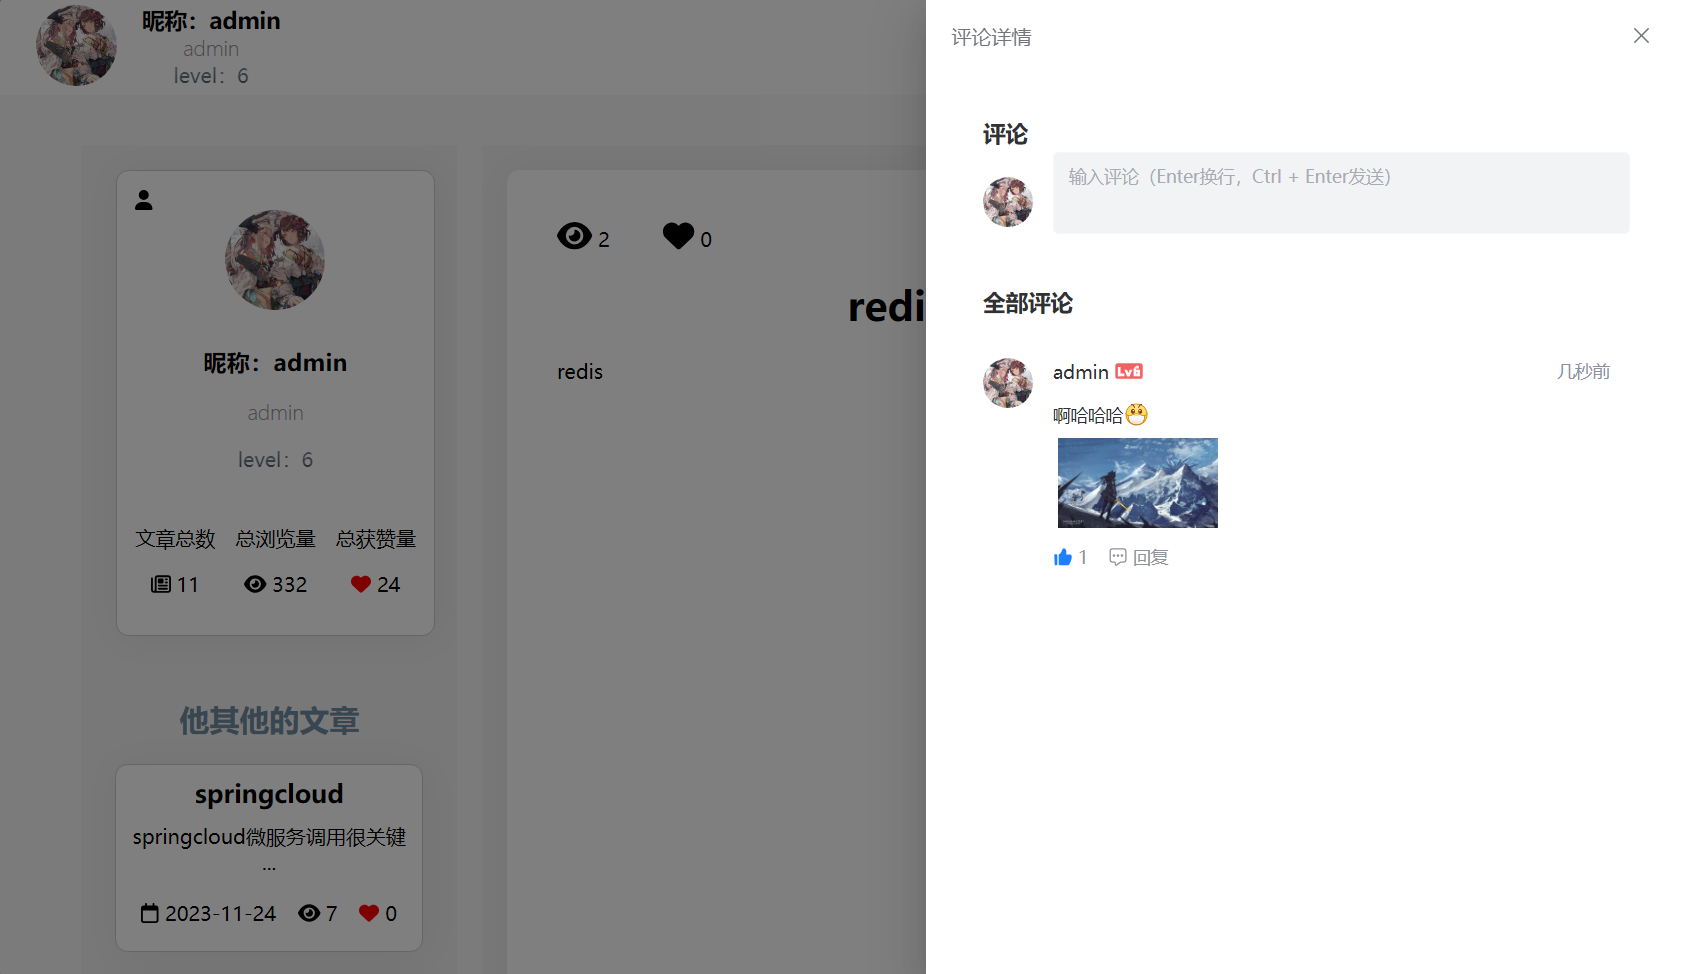 昵称：admin
admin
level：6
昵称：admin
admin
level：6
文章总数 总浏览量 总获赞量
11 332 24
他其他的文章
springcloud
springcloud微服务调用很关键
...
2023-11-24 7 0
2 0
redi
redis
评论详情
评论
输入评论（Enter换行，Ctrl + Enter发送）
全部评论
admin Lv6 几秒前
啊哈哈哈
1 回复